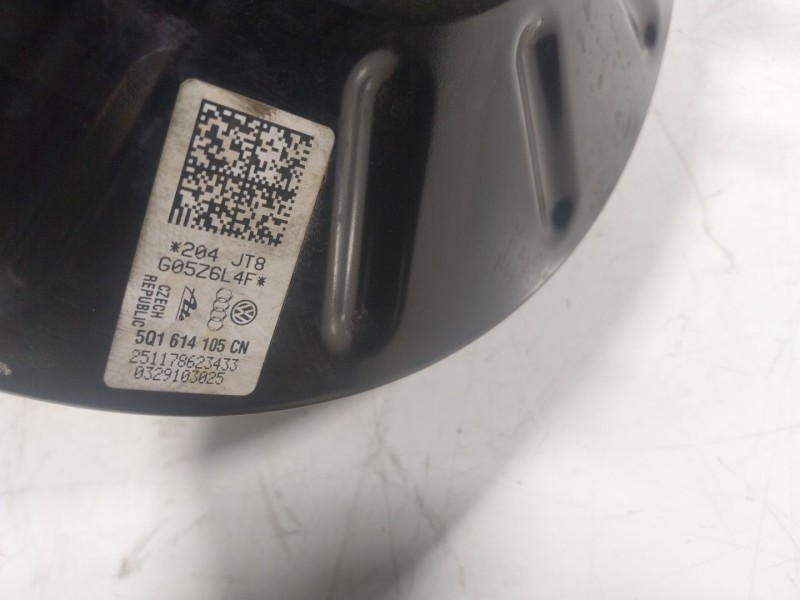 *204 JT8
G05Z6L4F*
CZECH
REPUBLIC
5Q1 614 105 CN
251178623433
0329103025